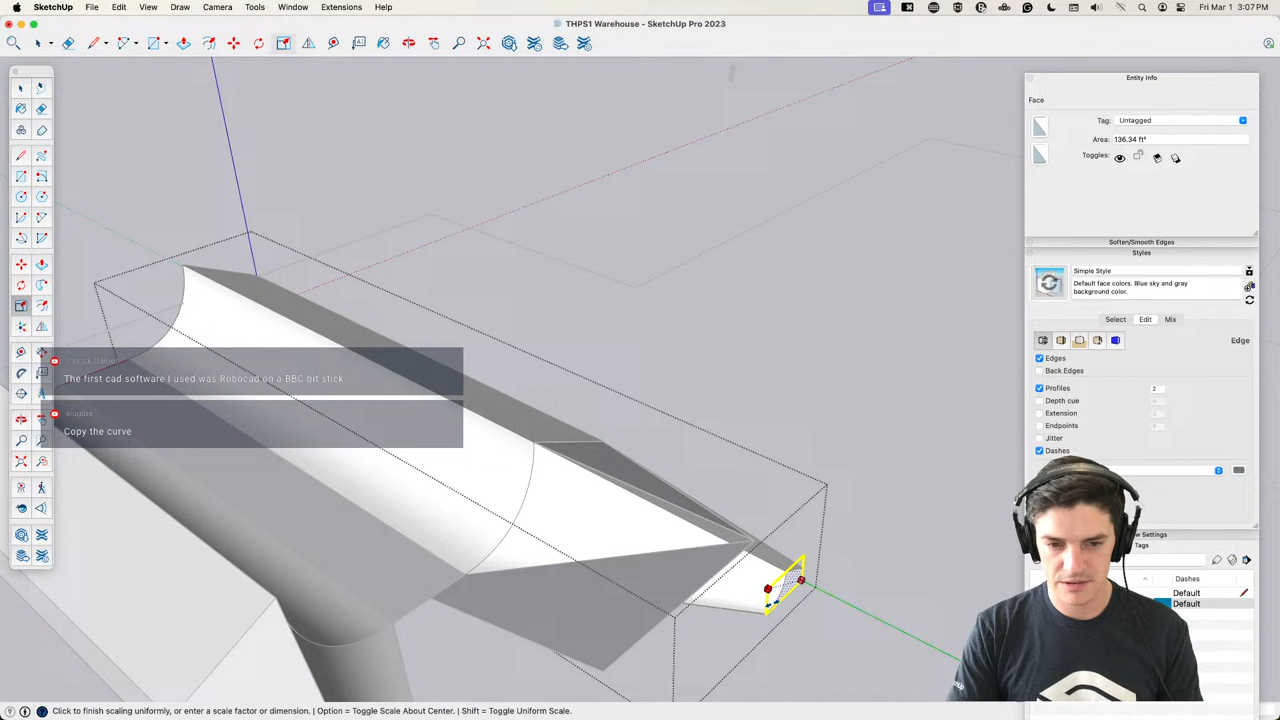 SketchUp File Edit View Draw Camera Tools Window Extensions Help
Fri Mar 1 3:07 PM
THPS1 Warehouse - SketchUp Pro 2023
Entity Info
Face
Tag: Untagged
Area: 136.34 ft²
Toggles:
Soften/Smooth Edges
Styles
Simple Style
Default face colors. Blue sky and gray
background color.
Select Edit Mix
Edge
Edges
Back Edges
Profiles 2
Depth cue
Extension
Endpoints
Jitter
Dashes
The first cad software I used was Robocad on a BBC bit stick
slugore
Copy the curve
Settings
Tags
Dashes
Default
Default
Click to finish scaling uniformly, or enter a scale factor or dimension. | Option = Toggle Scale About Center. | Shift = Toggle Uniform Scale.